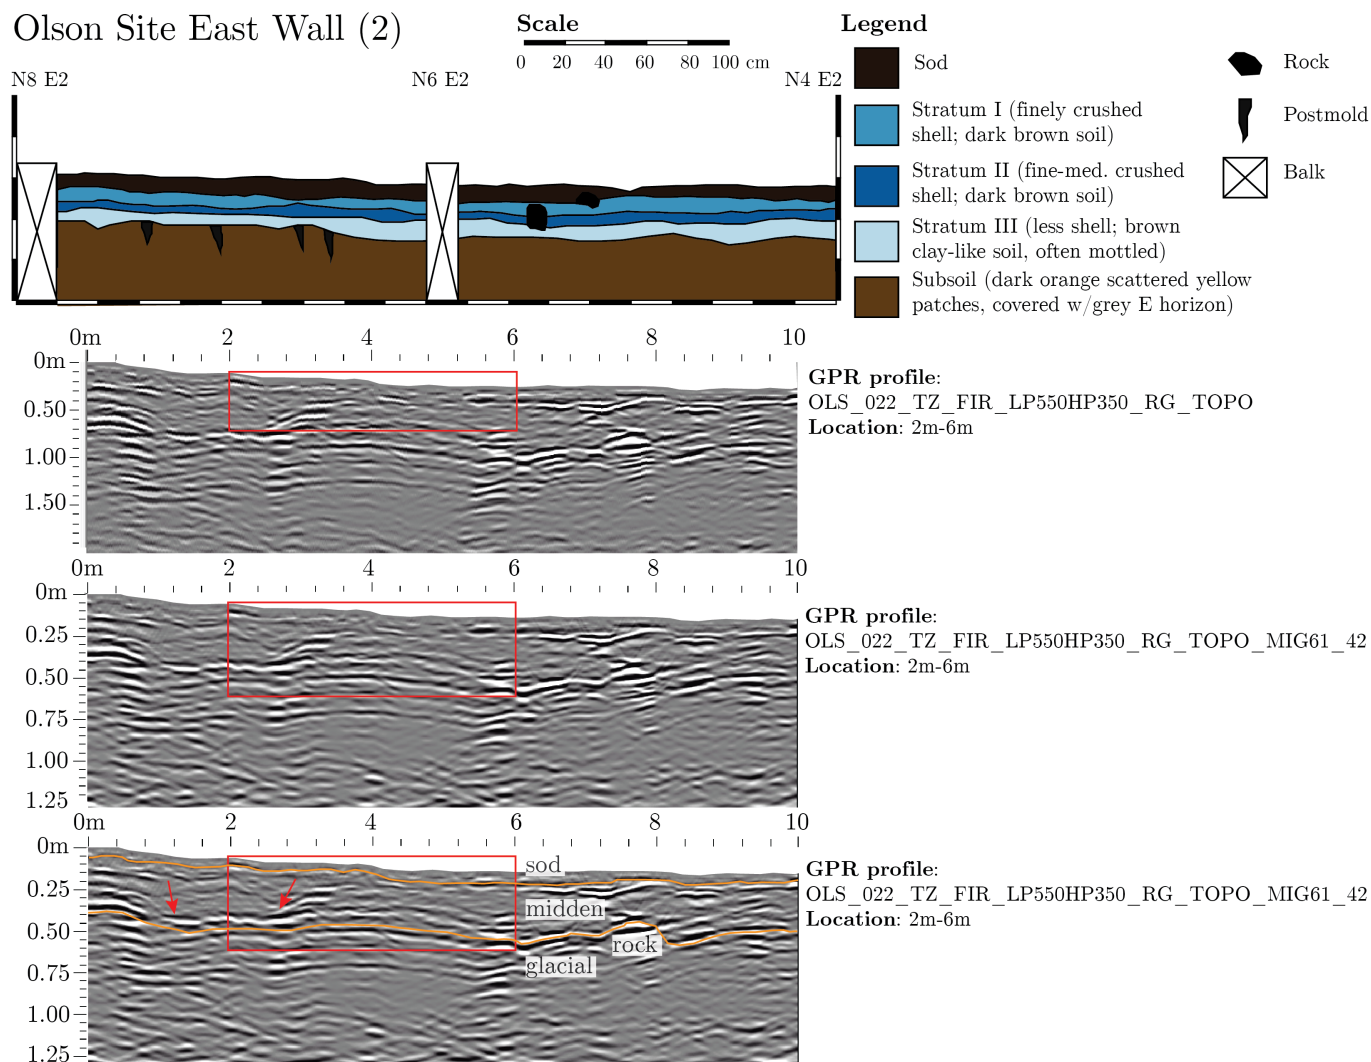 Olson Site East Wall (2)
Scale
0 20 40 60 80 100 cm
Legend
Sod
Stratum I (finely crushed
shell; dark brown soil)
Stratum II (fine-med. crushed
shell; dark brown soil)
Stratum III (less shell; brown
clay-like soil, often mottled)
Subsoil (dark orange scattered yellow
patches, covered w/grey E horizon)
Rock
Postmold
Balk
N8 E2 N6 E2 N4 E2
0m 2 4 6 8 10
0m
0.50
1.00
1.50
GPR profile:
OLS_022_TZ_FIR_LP550HP350_RG_TOPO
Location: 2m-6m
0m 2 4 6 8 10
0m
0.25
0.50
0.75
1.00
1.25
GPR profile:
OLS_022_TZ_FIR_LP550HP350_RG_TOPO_MIG61_42
Location: 2m-6m
0m 2 4 6 8 10
0m
0.25
0.50
0.75
1.00
1.25
sod
midden
rock
glacial
GPR profile:
OLS_022_TZ_FIR_LP550HP350_RG_TOPO_MIG61_42
Location: 2m-6m